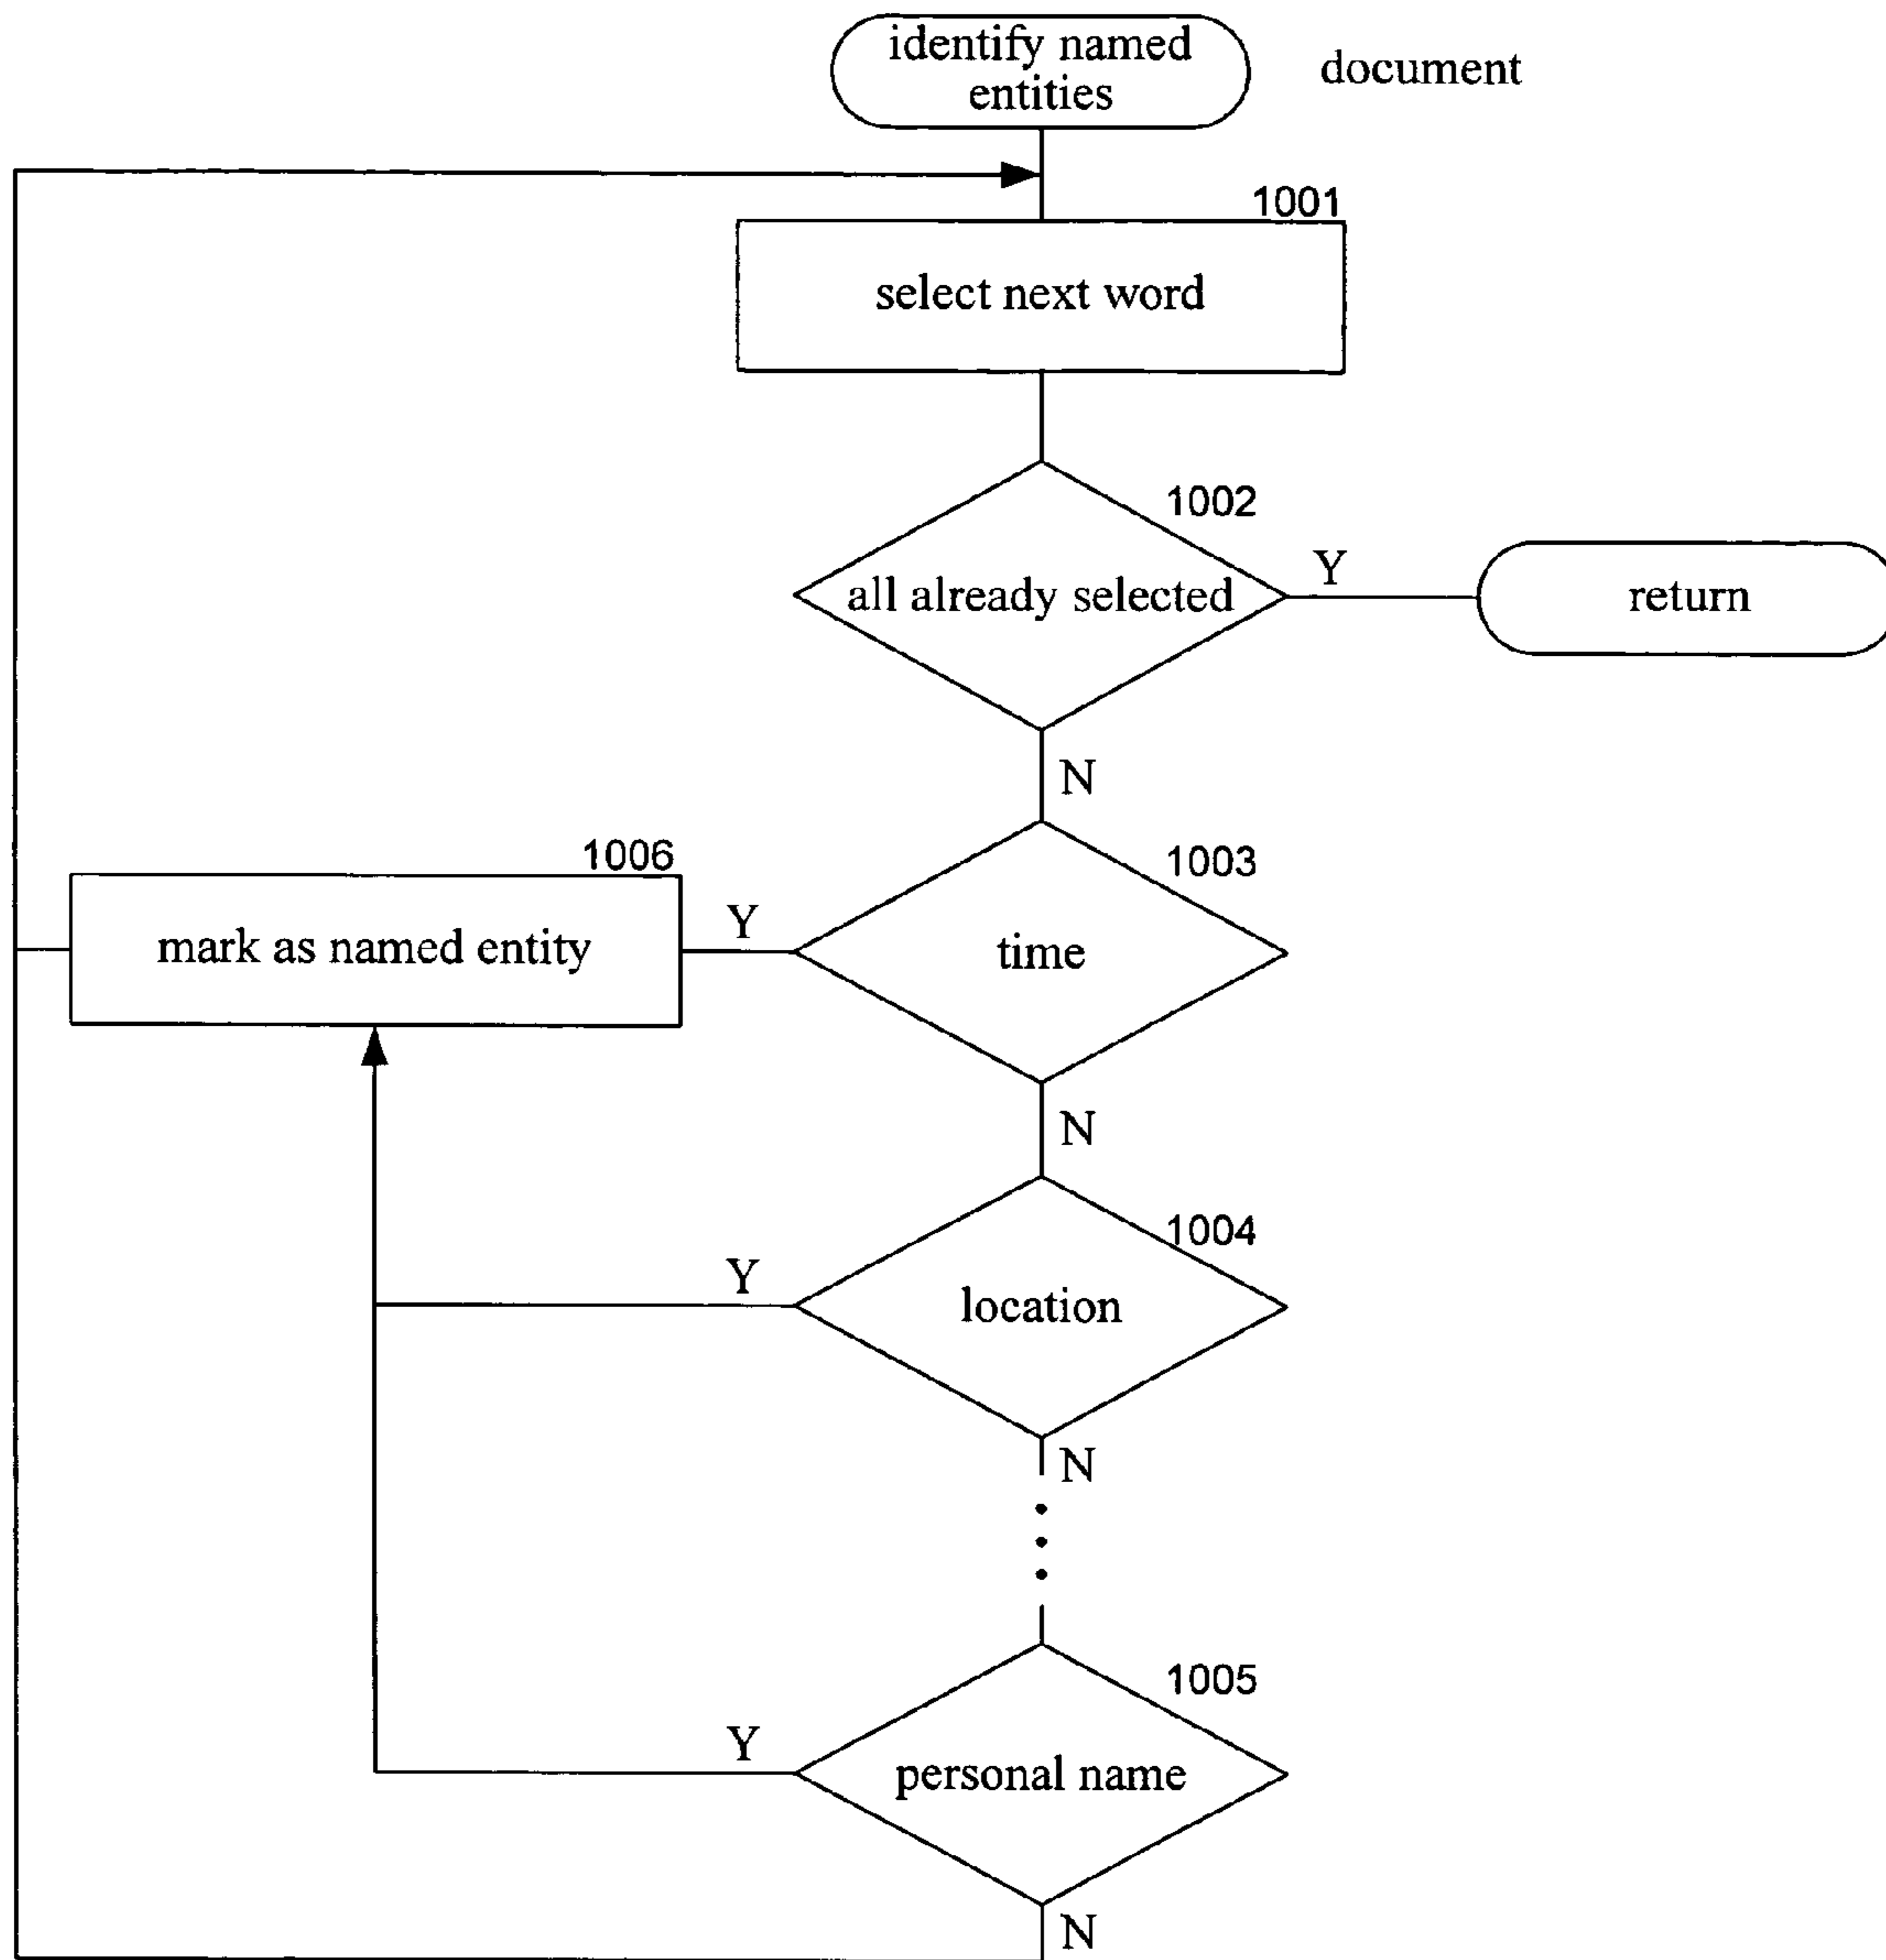 identify named
entities
document
1001
select next word
1002
all already selected
Y
return
N
1006
1003
mark as named entity
Y
time
N
1004
Y
location
N
1005
Y
personal name
N